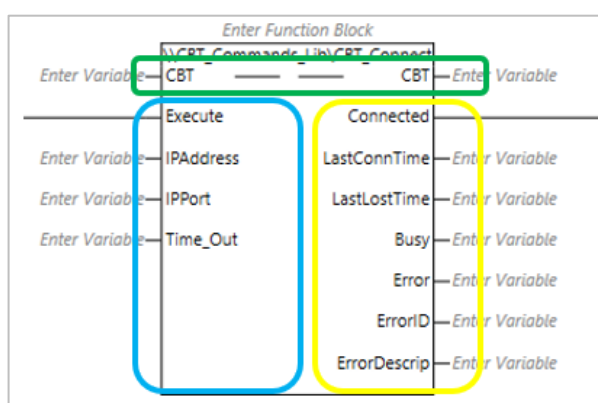 Enter Function Block
\\CBT_Commands_Lib\CBT_Connect
Enter Variable CBT CBT Enter Variable
Execute Connected
Enter Variable IPAddress LastConnTime Enter Variable
Enter Variable IPPort LastLostTime Enter Variable
Enter Variable Time_Out Busy Enter Variable
Error Enter Variable
ErrorID Enter Variable
ErrorDescrip Enter Variable